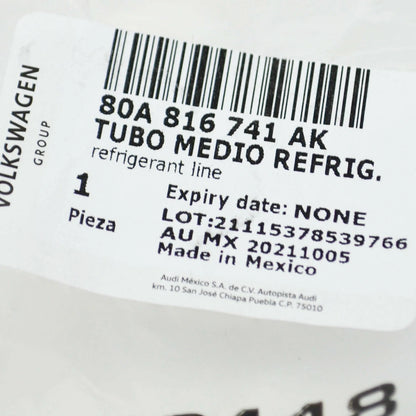 VOLKSWAGEN
GROUP
80A 816 741 AK
TUBO MEDIO REFRIG.
refrigerant line
1
Pieza
Expiry date: NONE
LOT:21115378539766
AU MX 20211005
Made in Mexico
Audi México S.A. de C.V. Autopista Audi
km. 10 San José Chiapa Puebla C.P. 75010